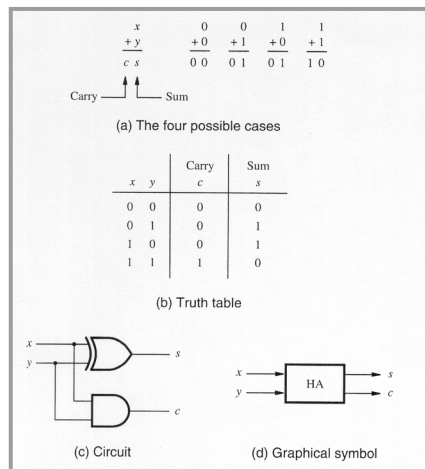 x 0 0 1 1
+ y + 0 + 1 + 0 + 1
c s 0 0 0 1 0 1 1 0
Carry Sum
(a) The four possible cases
Carry Sum
x y c s
0 0 0 0
0 1 0 1
1 0 0 1
1 1 1 0
(b) Truth table
x
y
s
c
(c) Circuit
x
y
HA
s
c
(d) Graphical symbol